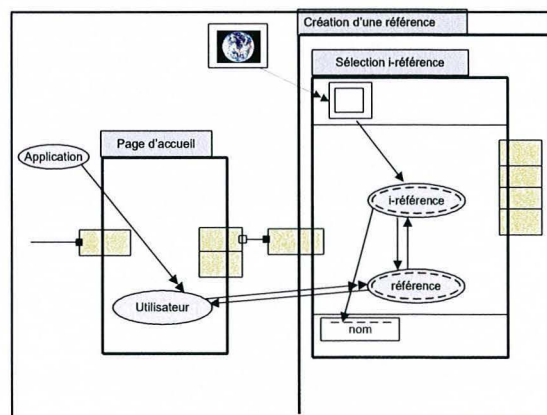 Création d'une référence
Sélection i-référence
Page d'accueil
Application
i-référence
référence
Utilisateur
nom